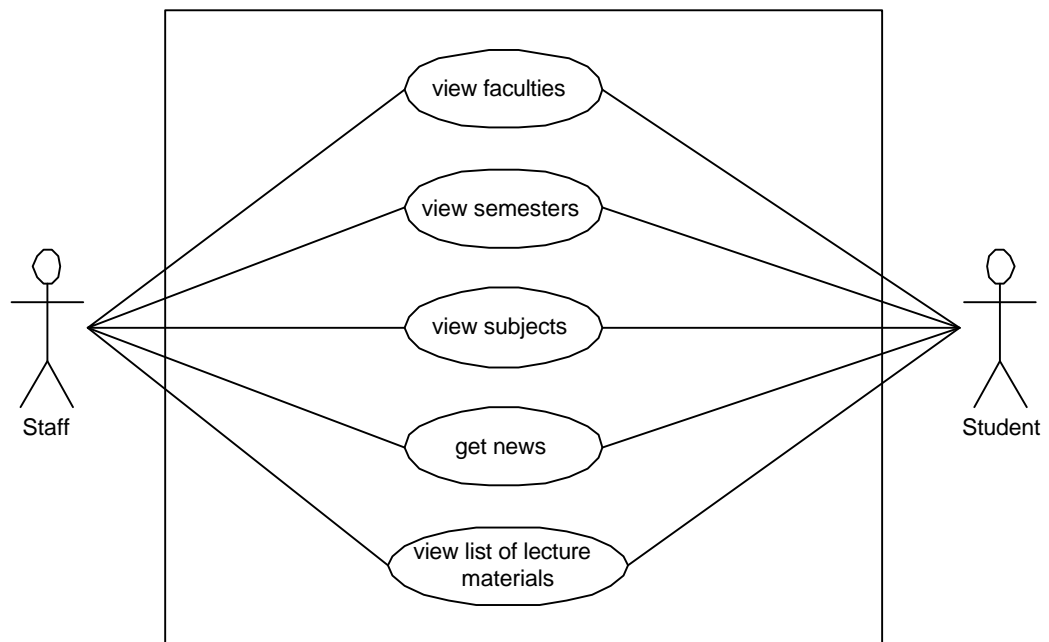 view faculties
view semesters
view subjects
Staff
Student
get news
view list of lecture
materials